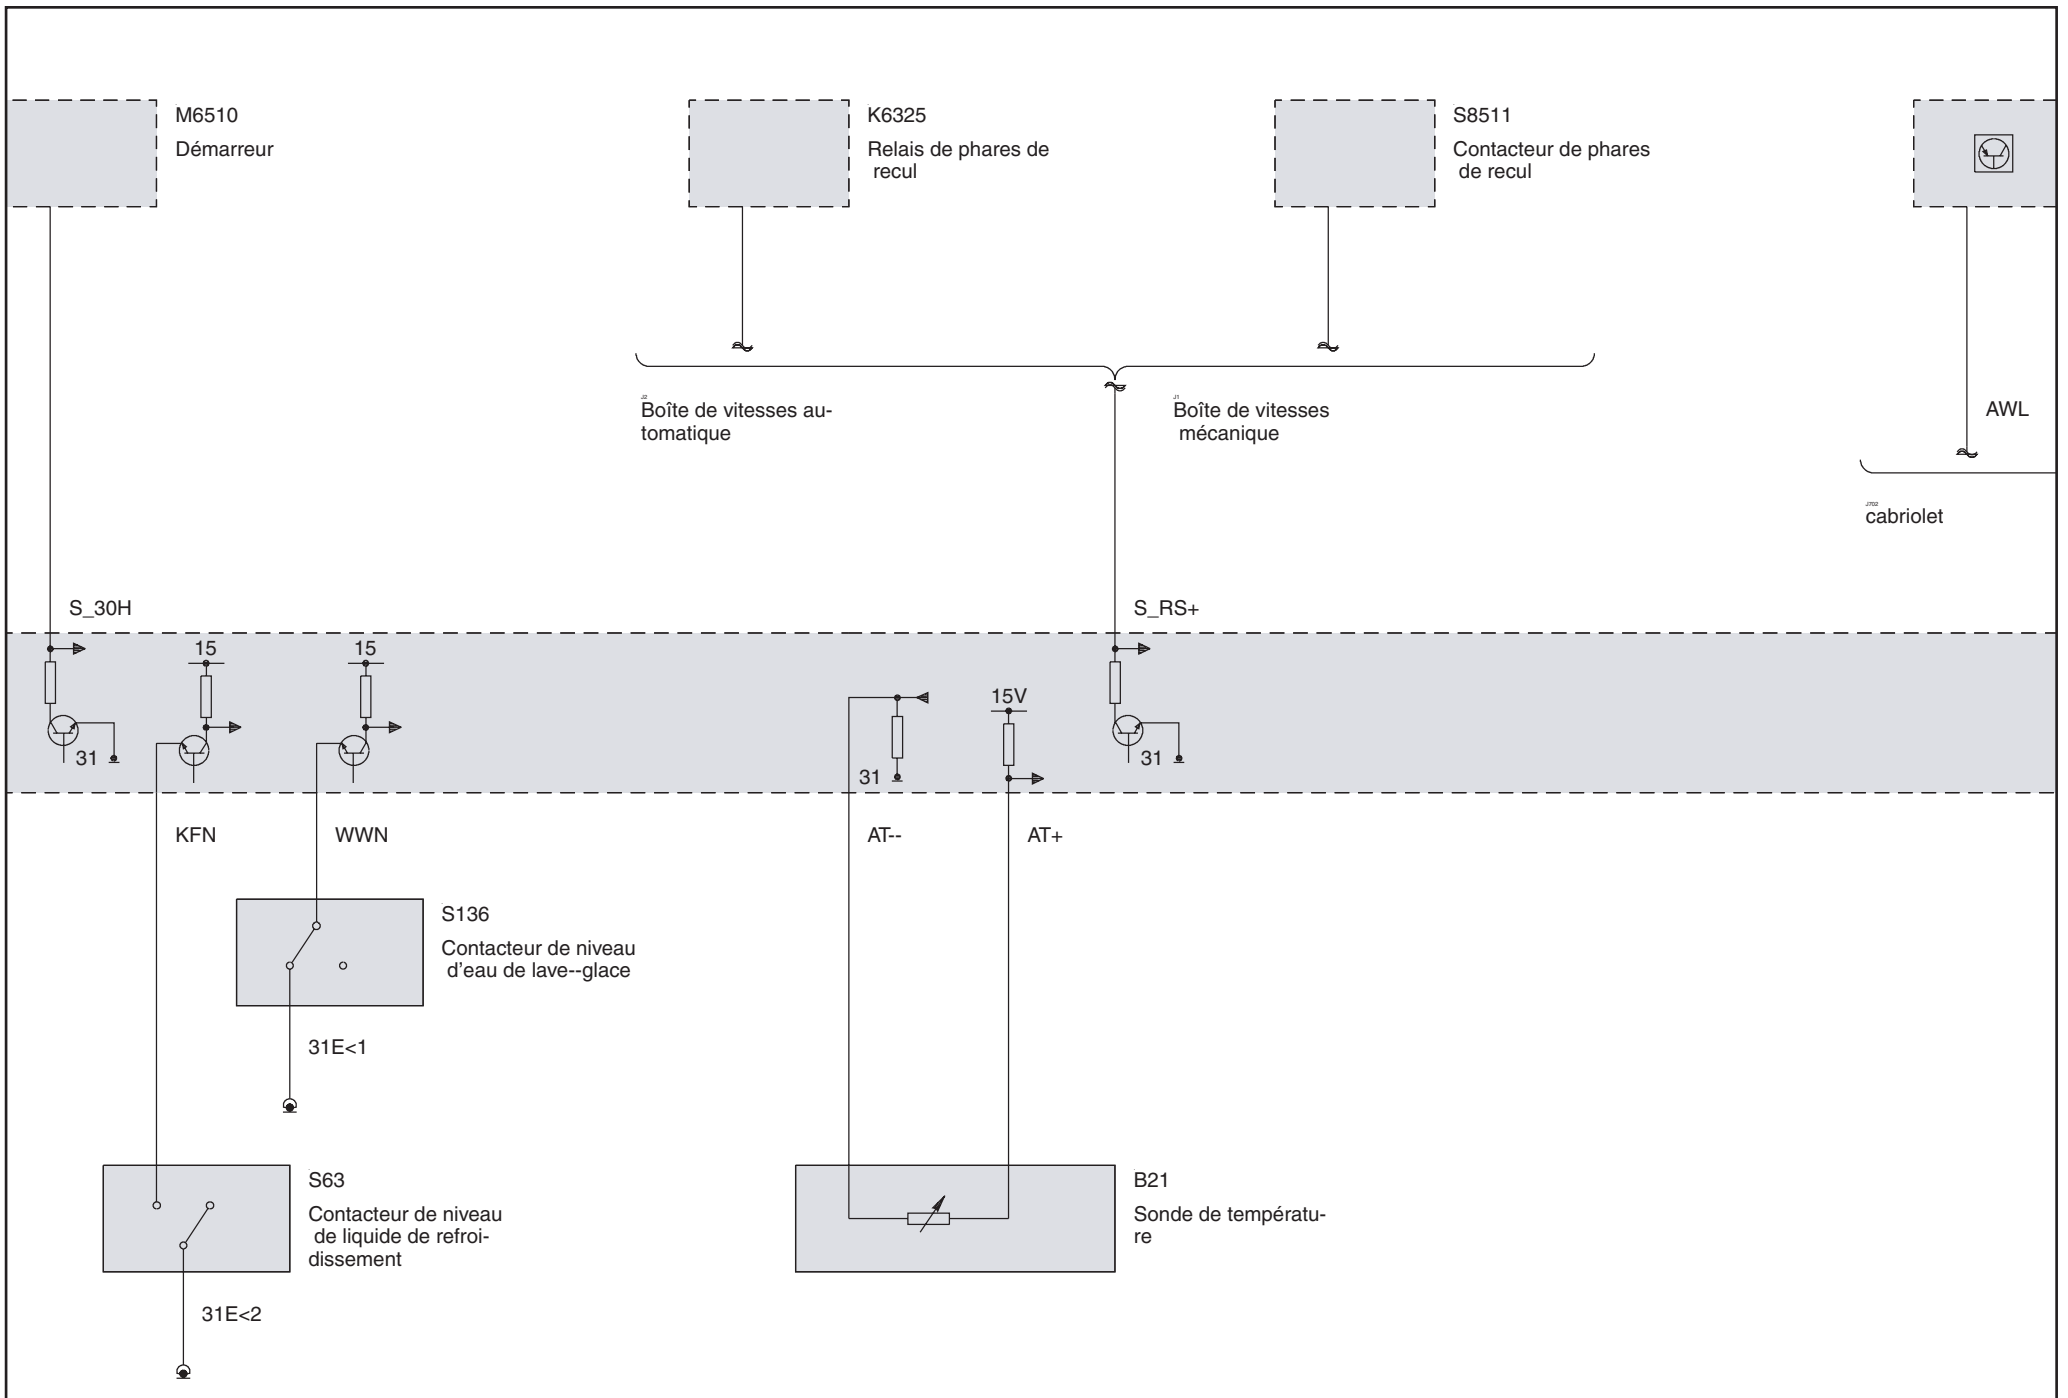 M6510
Démarreur
K6325
Relais de phares de
recul
S8511
Contacteur de phares
de recul
J2
Boîte de vitesses au-
tomatique
J1
Boîte de vitesses
mécanique
AWL
J702
cabriolet
S_30H
S_RS+
15
15
15V
31
31
31
KFN
WWN
AT--
AT+
S136
Contacteur de niveau
d'eau de lave--glace
31E<1
S63
Contacteur de niveau
de liquide de refroi-
dissement
B21
Sonde de températu-
re
31E<2